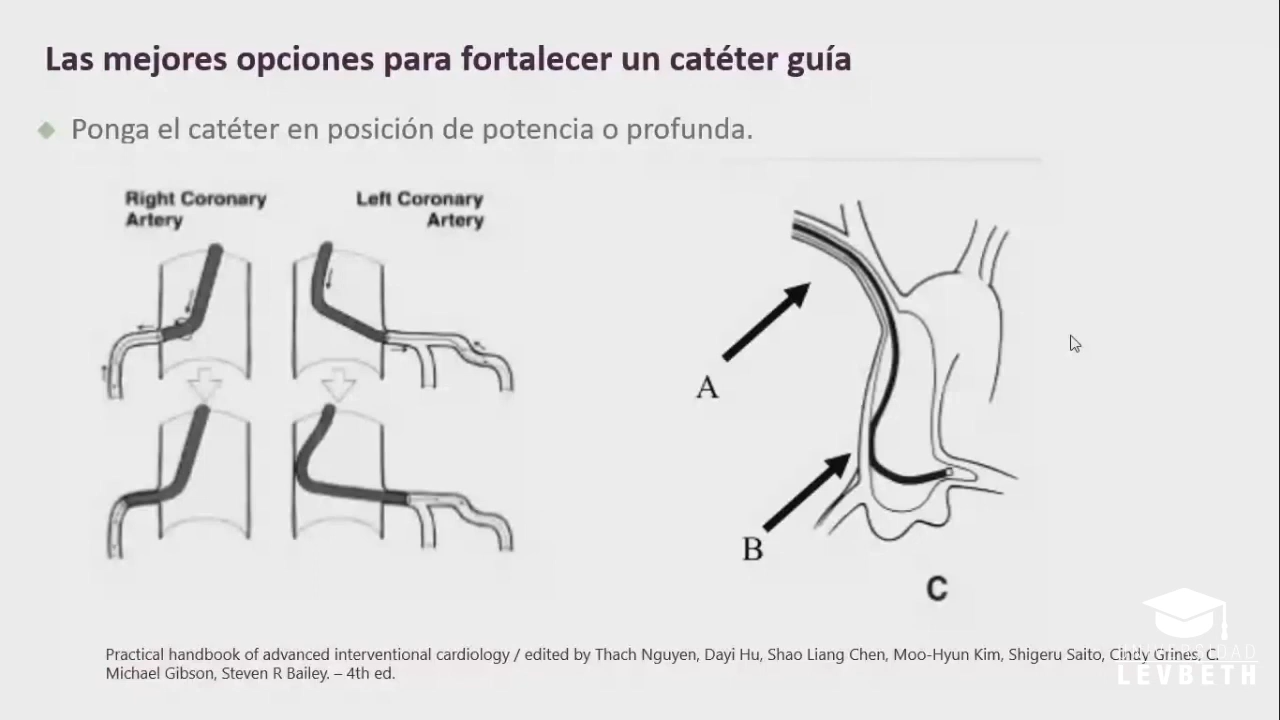 Las mejores opciones para fortalecer un catéter guía
Ponga el catéter en posición de potencia o profunda.
Right Coronary
Artery
Left Coronary
Artery
A
B
C
Practical handbook of advanced interventional cardiology / edited by Thach Nguyen, Dayi Hu, Shao Liang Chen, Moo-Hyun Kim, Shigeru Saito, Cindy Grines, C.
Michael Gibson, Steven R Bailey. – 4th ed.
LEVBETH